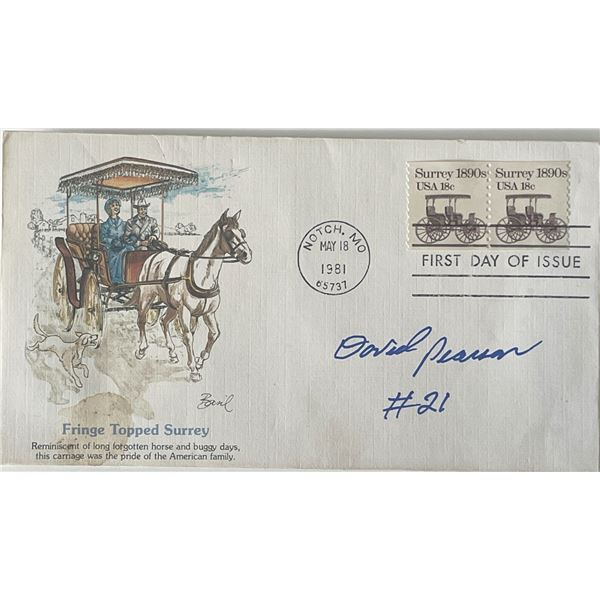 Surrey 1890s
USA 18c
Surrey 1890s
USA 18c
NOTCH, MO
MAY 18
1981
65737
FIRST DAY OF ISSUE
David Pearson
#21
Basil
Fringe Topped Surrey
Reminiscent of long forgotten horse and buggy days,
this carriage was the pride of the American family.